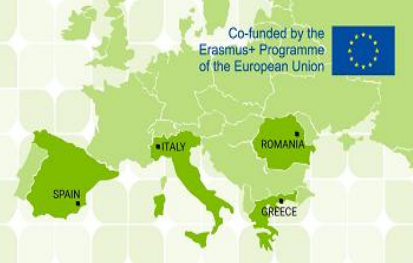 Co-funded by the
Erasmus+ Programme
of the European Union
ITALY
ROMANIA
SPAIN
GREECE